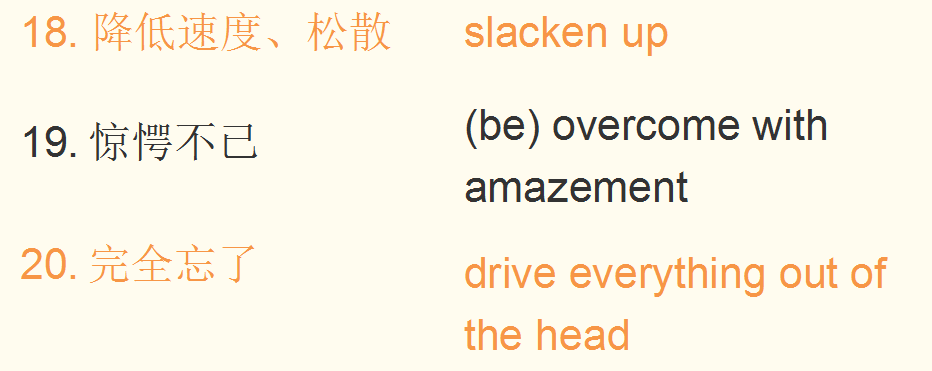 18. 降低速度、松散 slacken up
19. 惊愕不已 (be) overcome with
amazement
20. 完全忘了 drive everything out of
the head